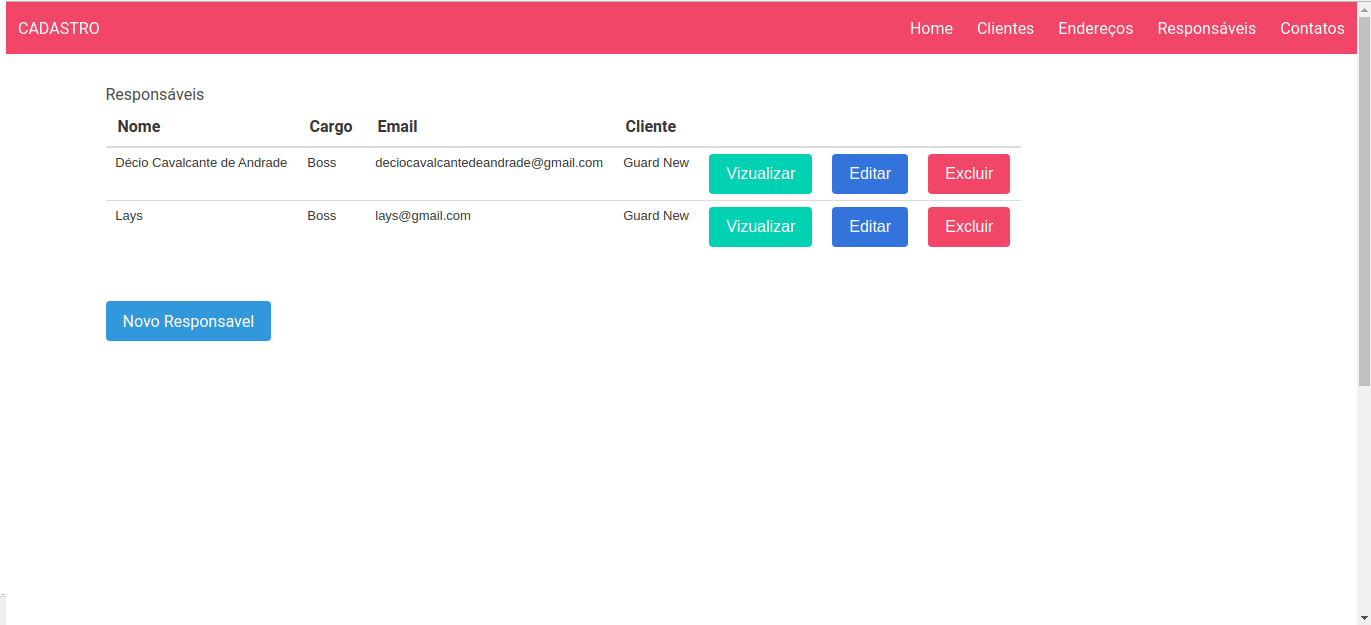 CADASTRO Home Clientes Endereços Responsáveis Contatos
Responsáveis
Nome Cargo Email Cliente
Décio Cavalcante de Andrade Boss deciocavalcantedeandrade@gmail.com Guard New Vizualizar Editar Excluir
Lays Boss lays@gmail.com Guard New Vizualizar Editar Excluir
Novo Responsavel